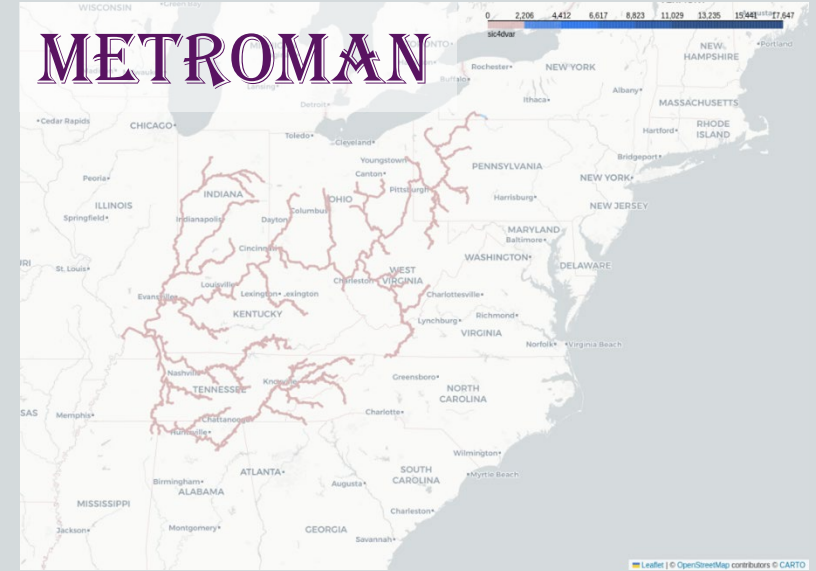 METROMAN
0 2,206 4,412 6,617 8,823 11,029 13,235 15,441 17,647
sic4dvar
WISCONSIN
Portland
NEW HAMPSHIRE
Rochester
NEW YORK
Buffalo
Lansing
Albany
Ithaca
MASSACHUSETTS
Detroit
Cedar Rapids
CHICAGO
RHODE ISLAND
Hartford
Toledo
Cleveland
Bridgeport
Youngstown
PENNSYLVANIA
Canton
Peoria
NEW YORK
Pittsburgh
INDIANA
OHIO
Harrisburg
ILLINOIS
NEW JERSEY
Columbus
Springfield
Indianapolis
Dayton
MARYLAND
Baltimore
Cincinn
WASHINGTON
DELAWARE
St. Louis
WEST VIRGINIA
Charleston
Louisville
Evansville
Lexington
Lexington
Charlottesville
KENTUCKY
Richmond
Lynchburg
VIRGINIA
Norfolk
Virginia Beach
Nashville
Greensboro
Knoxville
TENNESSEE
NORTH CAROLINA
SAS
Memphis
Charlotte
Chattanooga
Huntsville
Wilmington
ATLANTA
SOUTH CAROLINA
Myrtle Beach
Birmingham
Augusta
ALABAMA
MISSISSIPPI
Charleston
Jackson
Montgomery
GEORGIA
Savannah
Leaflet | © OpenStreetMap contributors © CARTO